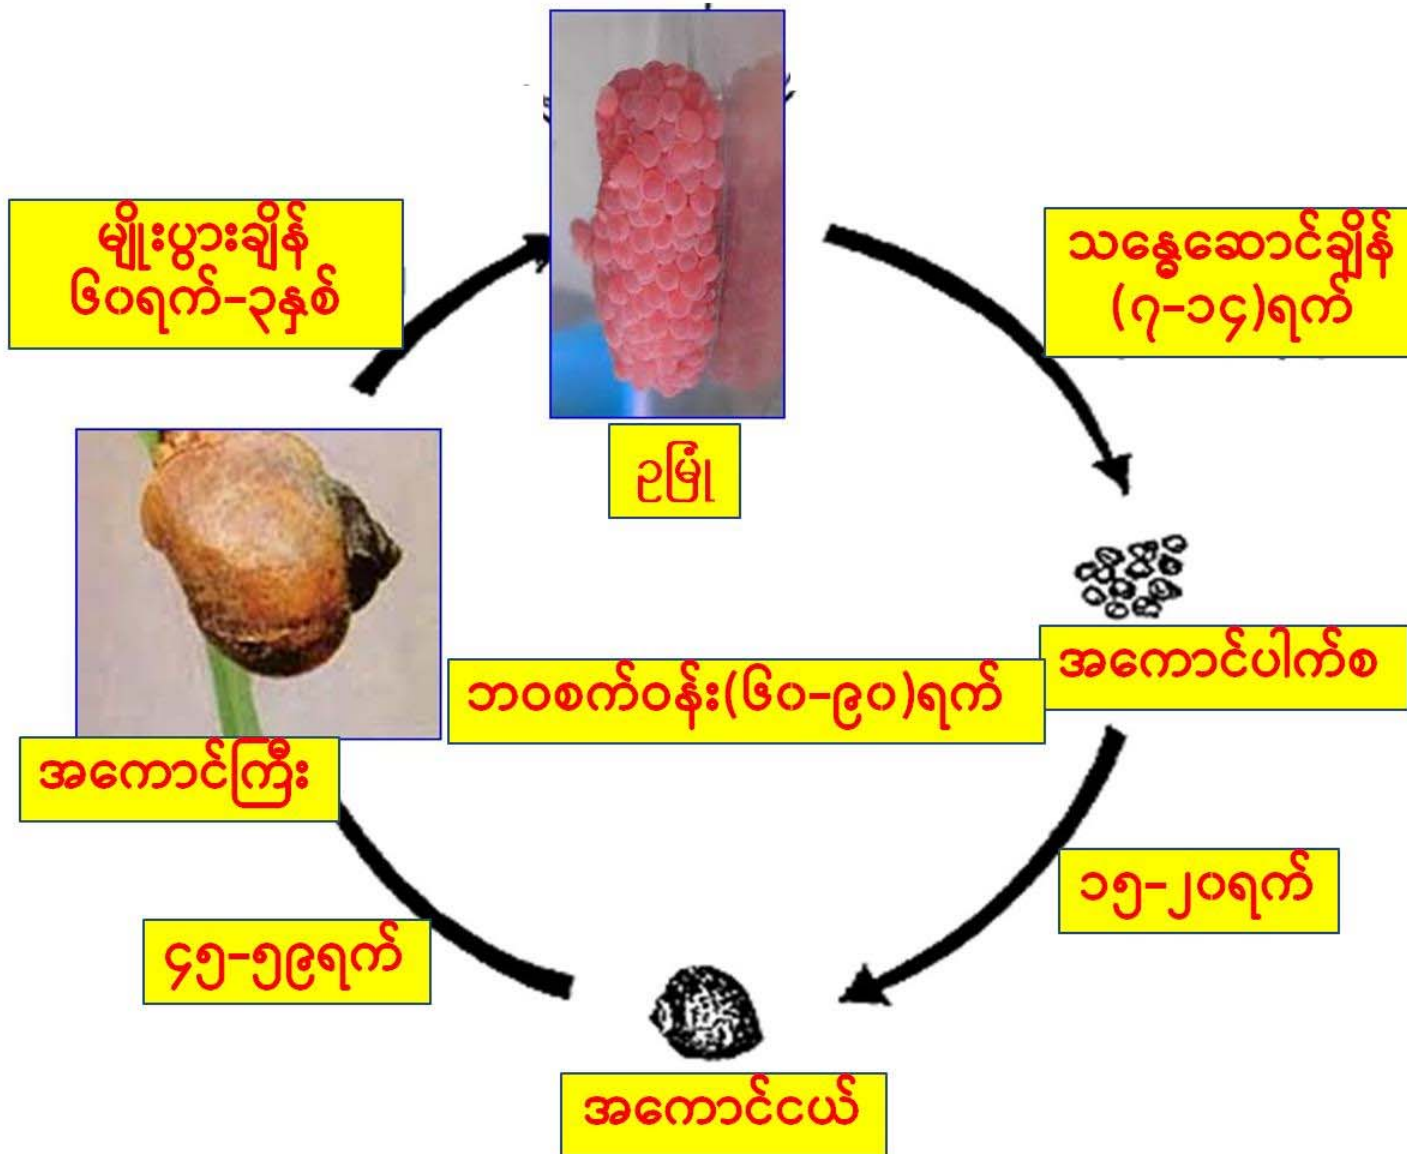 မျိုးပွားချိန်
၆၀ရက်-၃နှစ်
သန္ဓေဆောင်ချိန်
(၇-၁၄)ရက်
ဥမြုံ
အကောင်ပါက်စ
ဘဝစက်ဝန်း(၆၀-၉၀)ရက်
အကောင်ကြီး
၁၅-၂၀ရက်
၄၅-၅၉ရက်
အကောင်ငယ်